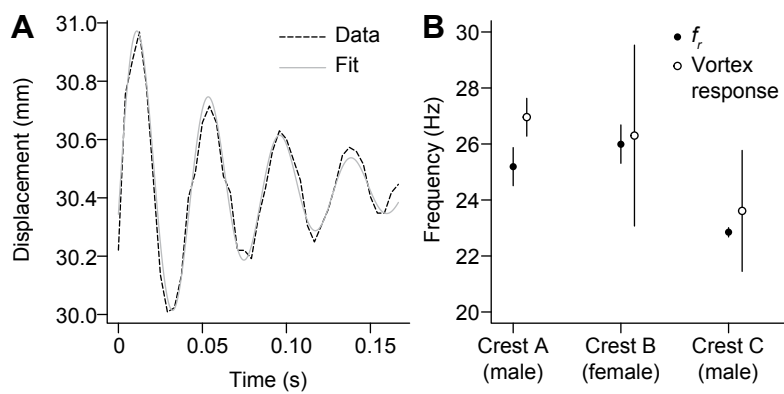 A
31.0
30.8
30.6
30.4
30.2
30.0
Displacement (mm)
0
0.05
0.10
0.15
Time (s)
Data
Fit
B
30
28
26
24
22
20
Frequency (Hz)
fr
Vortex
response
Crest A
(male)
Crest B
(female)
Crest C
(male)